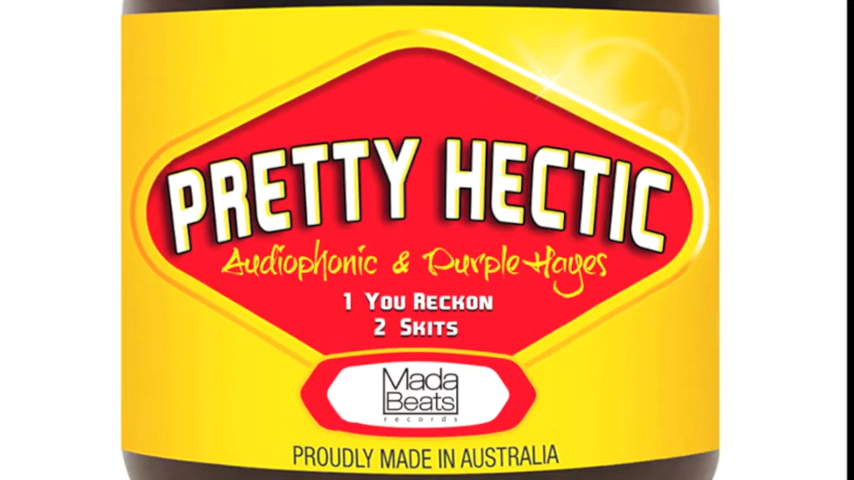 PRETTY HECTIC
Audiophonic & Purple Hayes
1 You Reckon
2 Skits
Mada
Beats
records
PROUDLY MADE IN AUSTRALIA